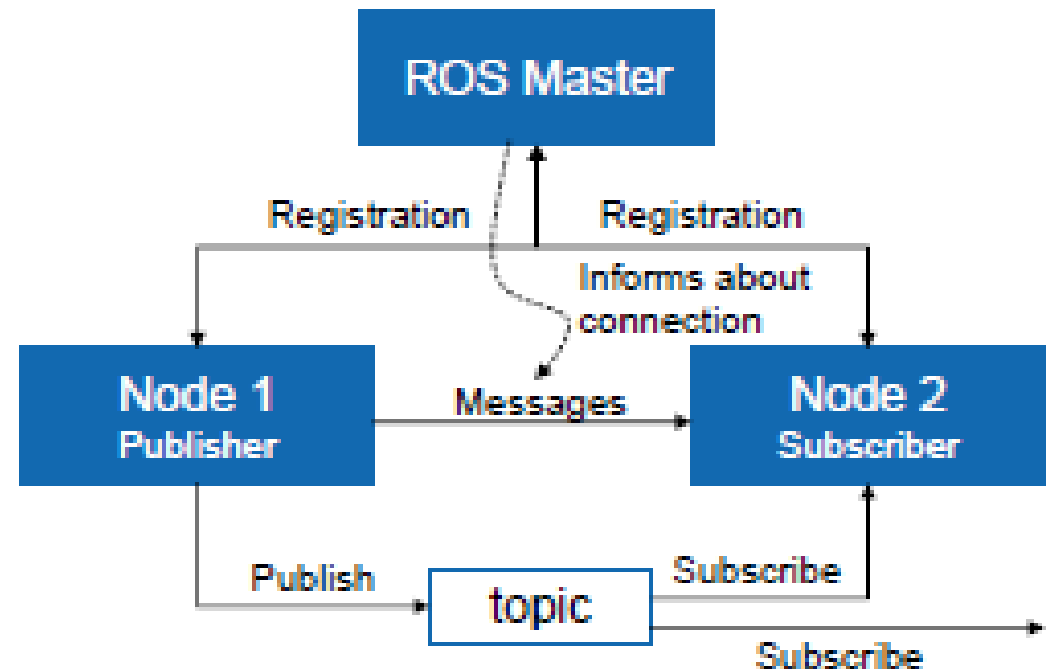 ROS Master
Registration
Registration
Informs about
connection
Node 1
Publisher
Messages
Node 2
Subscriber
Publish
topic
Subscribe
Subscribe